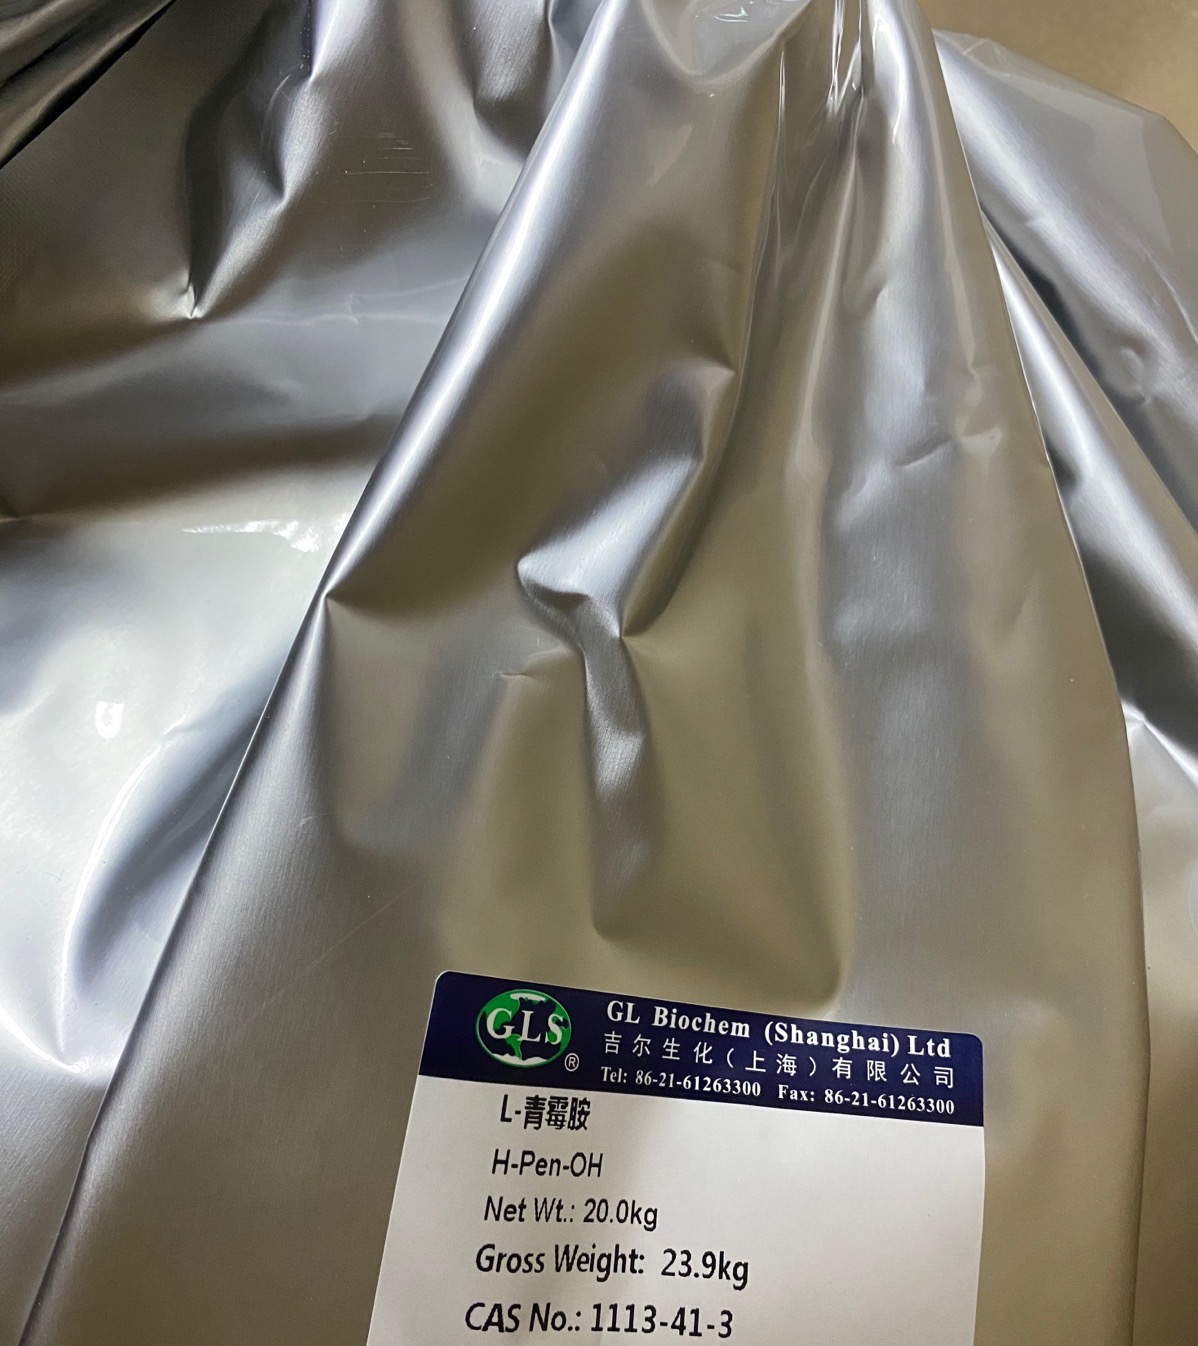 GLS
®
GL Biochem (Shanghai) Ltd
吉尔生化(上海)有限公司
Tel: 86-21-61263300 Fax: 86-21-61263300
L-青霉胺
H-Pen-OH
Net Wt.: 20.0kg
Gross Weight: 23.9kg
CAS No.: 1113-41-3